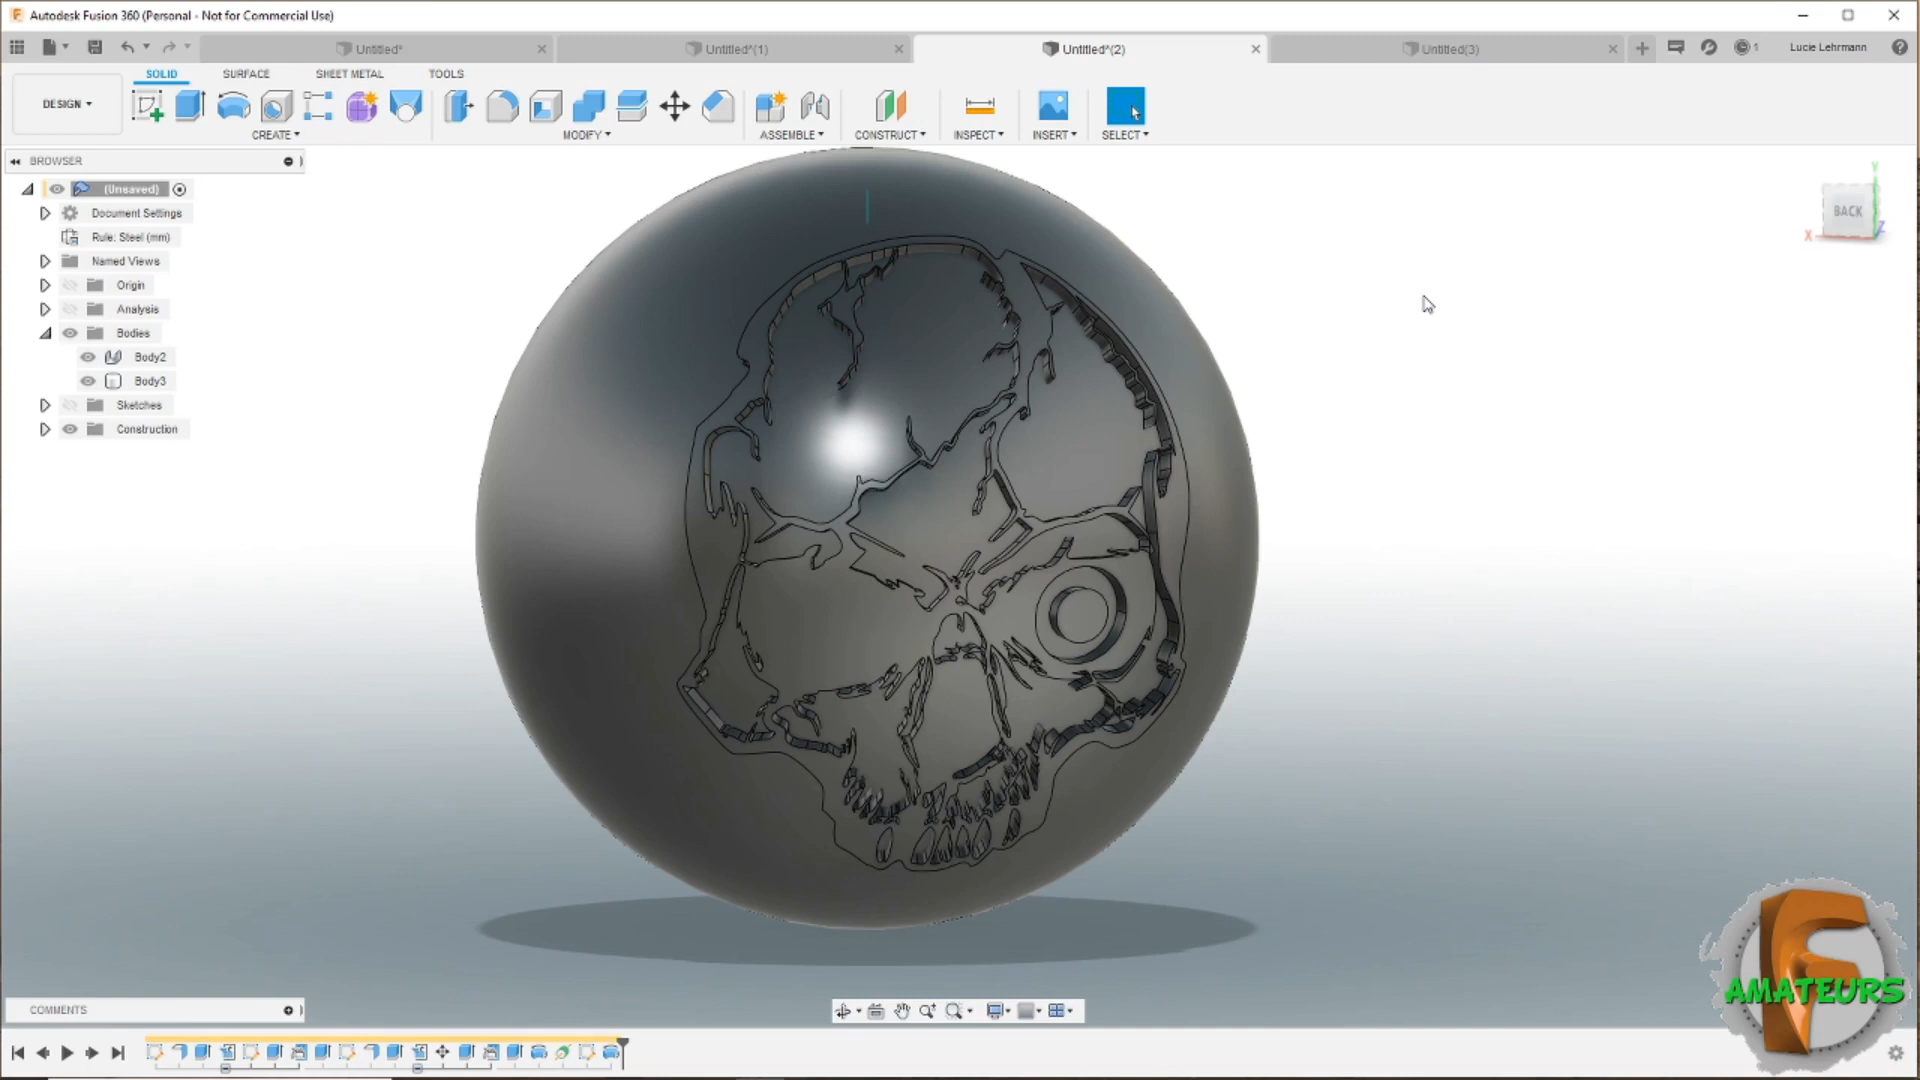 Autodesk Fusion 360 (Personal - Not for Commercial Use)
Untitled*
Untitled*(1)
Untitled*(2)
Untitled(3)
1
Lucie Lehrmann
DESIGN
SOLID
SURFACE
SHEET METAL
TOOLS
CREATE
MODIFY
ASSEMBLE
CONSTRUCT
INSPECT
INSERT
SELECT
BROWSER
(Unsaved)
Document Settings
Rule: Steel (mm)
Named Views
Origin
Analysis
Bodies
Body2
Body3
Sketches
Construction
Y
BACK
X
Z
COMMENTS
F
AMATEURS